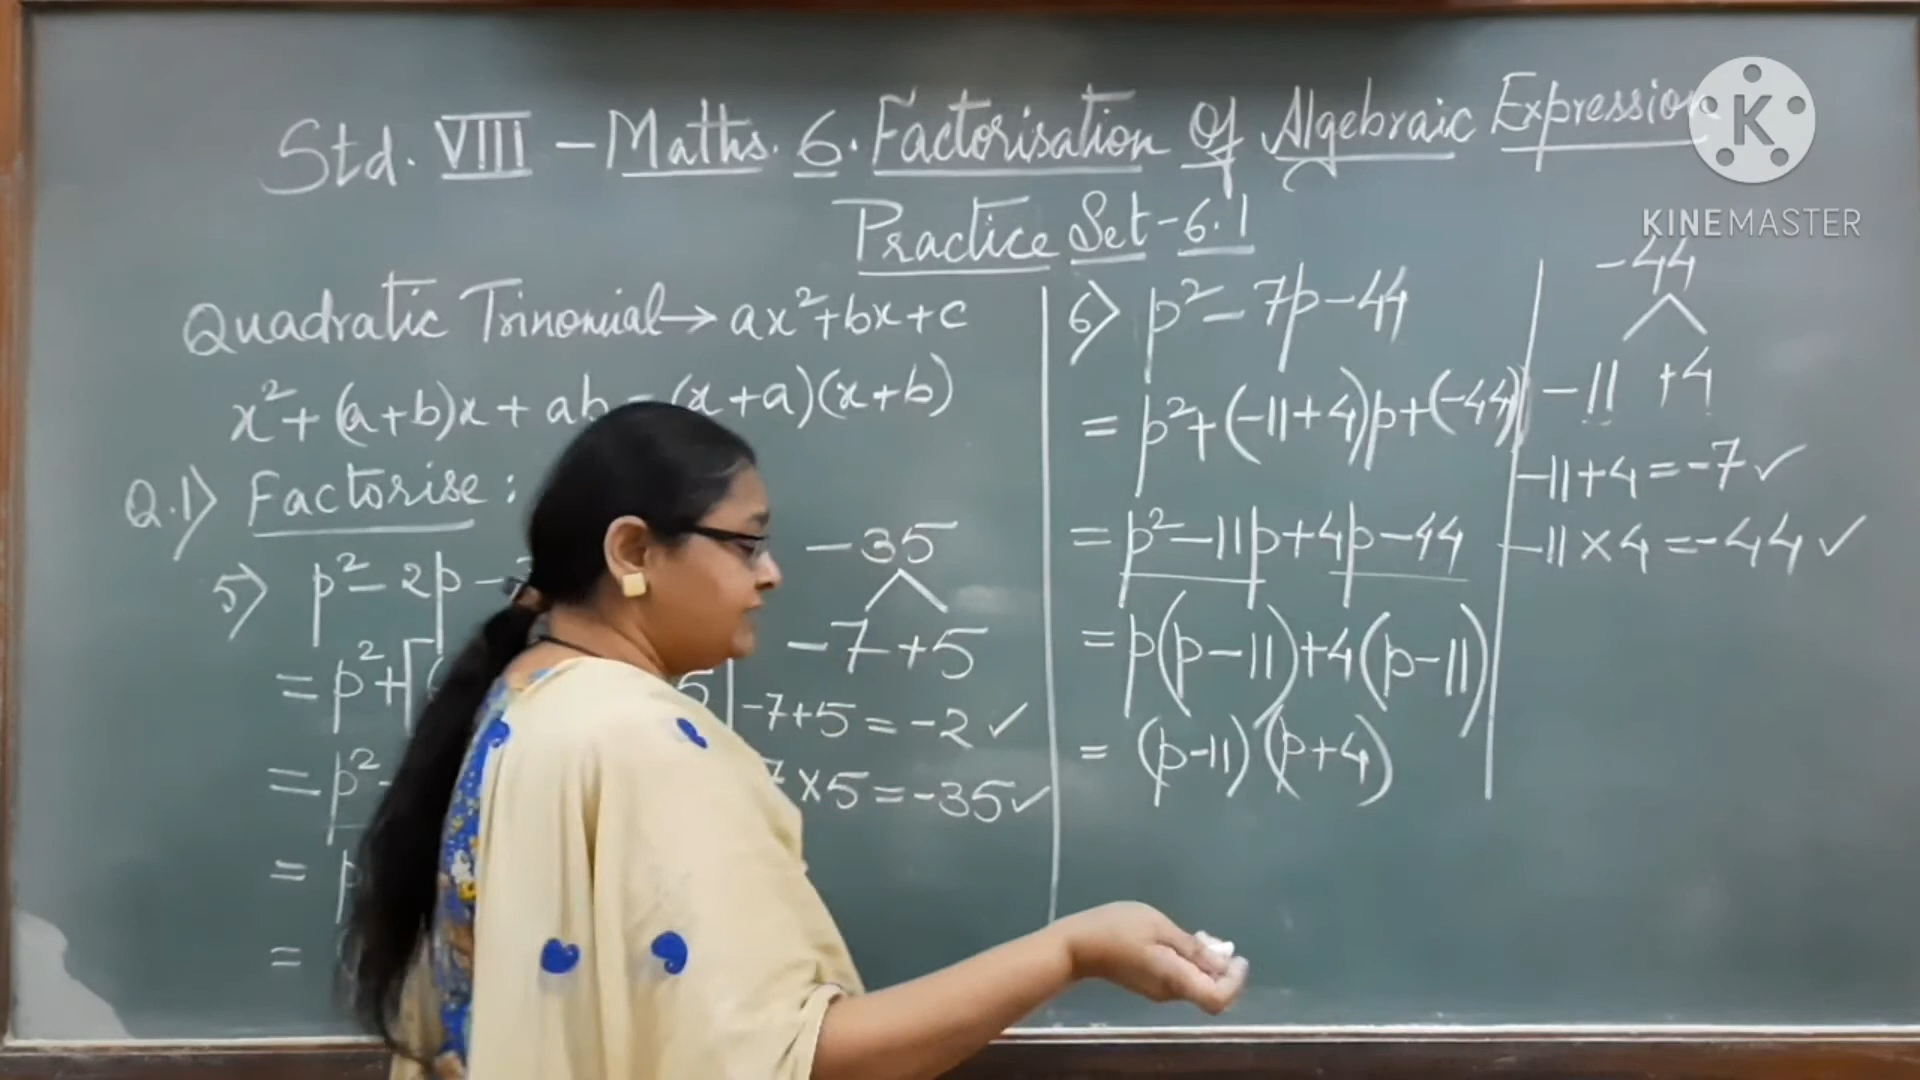 Std. VIII - Maths. 6. Factorisation Of Algebraic Expression
KINEMASTER
Practice Set - 6.1
Quadratic Trinomial → ax²+bx+c
x² + (a+b)x + ab = (x+a)(x+b)
Q.1) Factorise :
5) p² - 2p -
= p² +
= p²
= p
=
-35
-7 +5
-7+5 = -2 ✓
7 × 5 = -35 ✓
6) p² - 7p - 44
= p² + (-11+4)p + (-44)
= p² - 11p + 4p - 44
= p(p-11) + 4(p-11)
= (p-11)(p+4)
-44
-11 +4
-11+4 = -7 ✓
-11 × 4 = -44 ✓